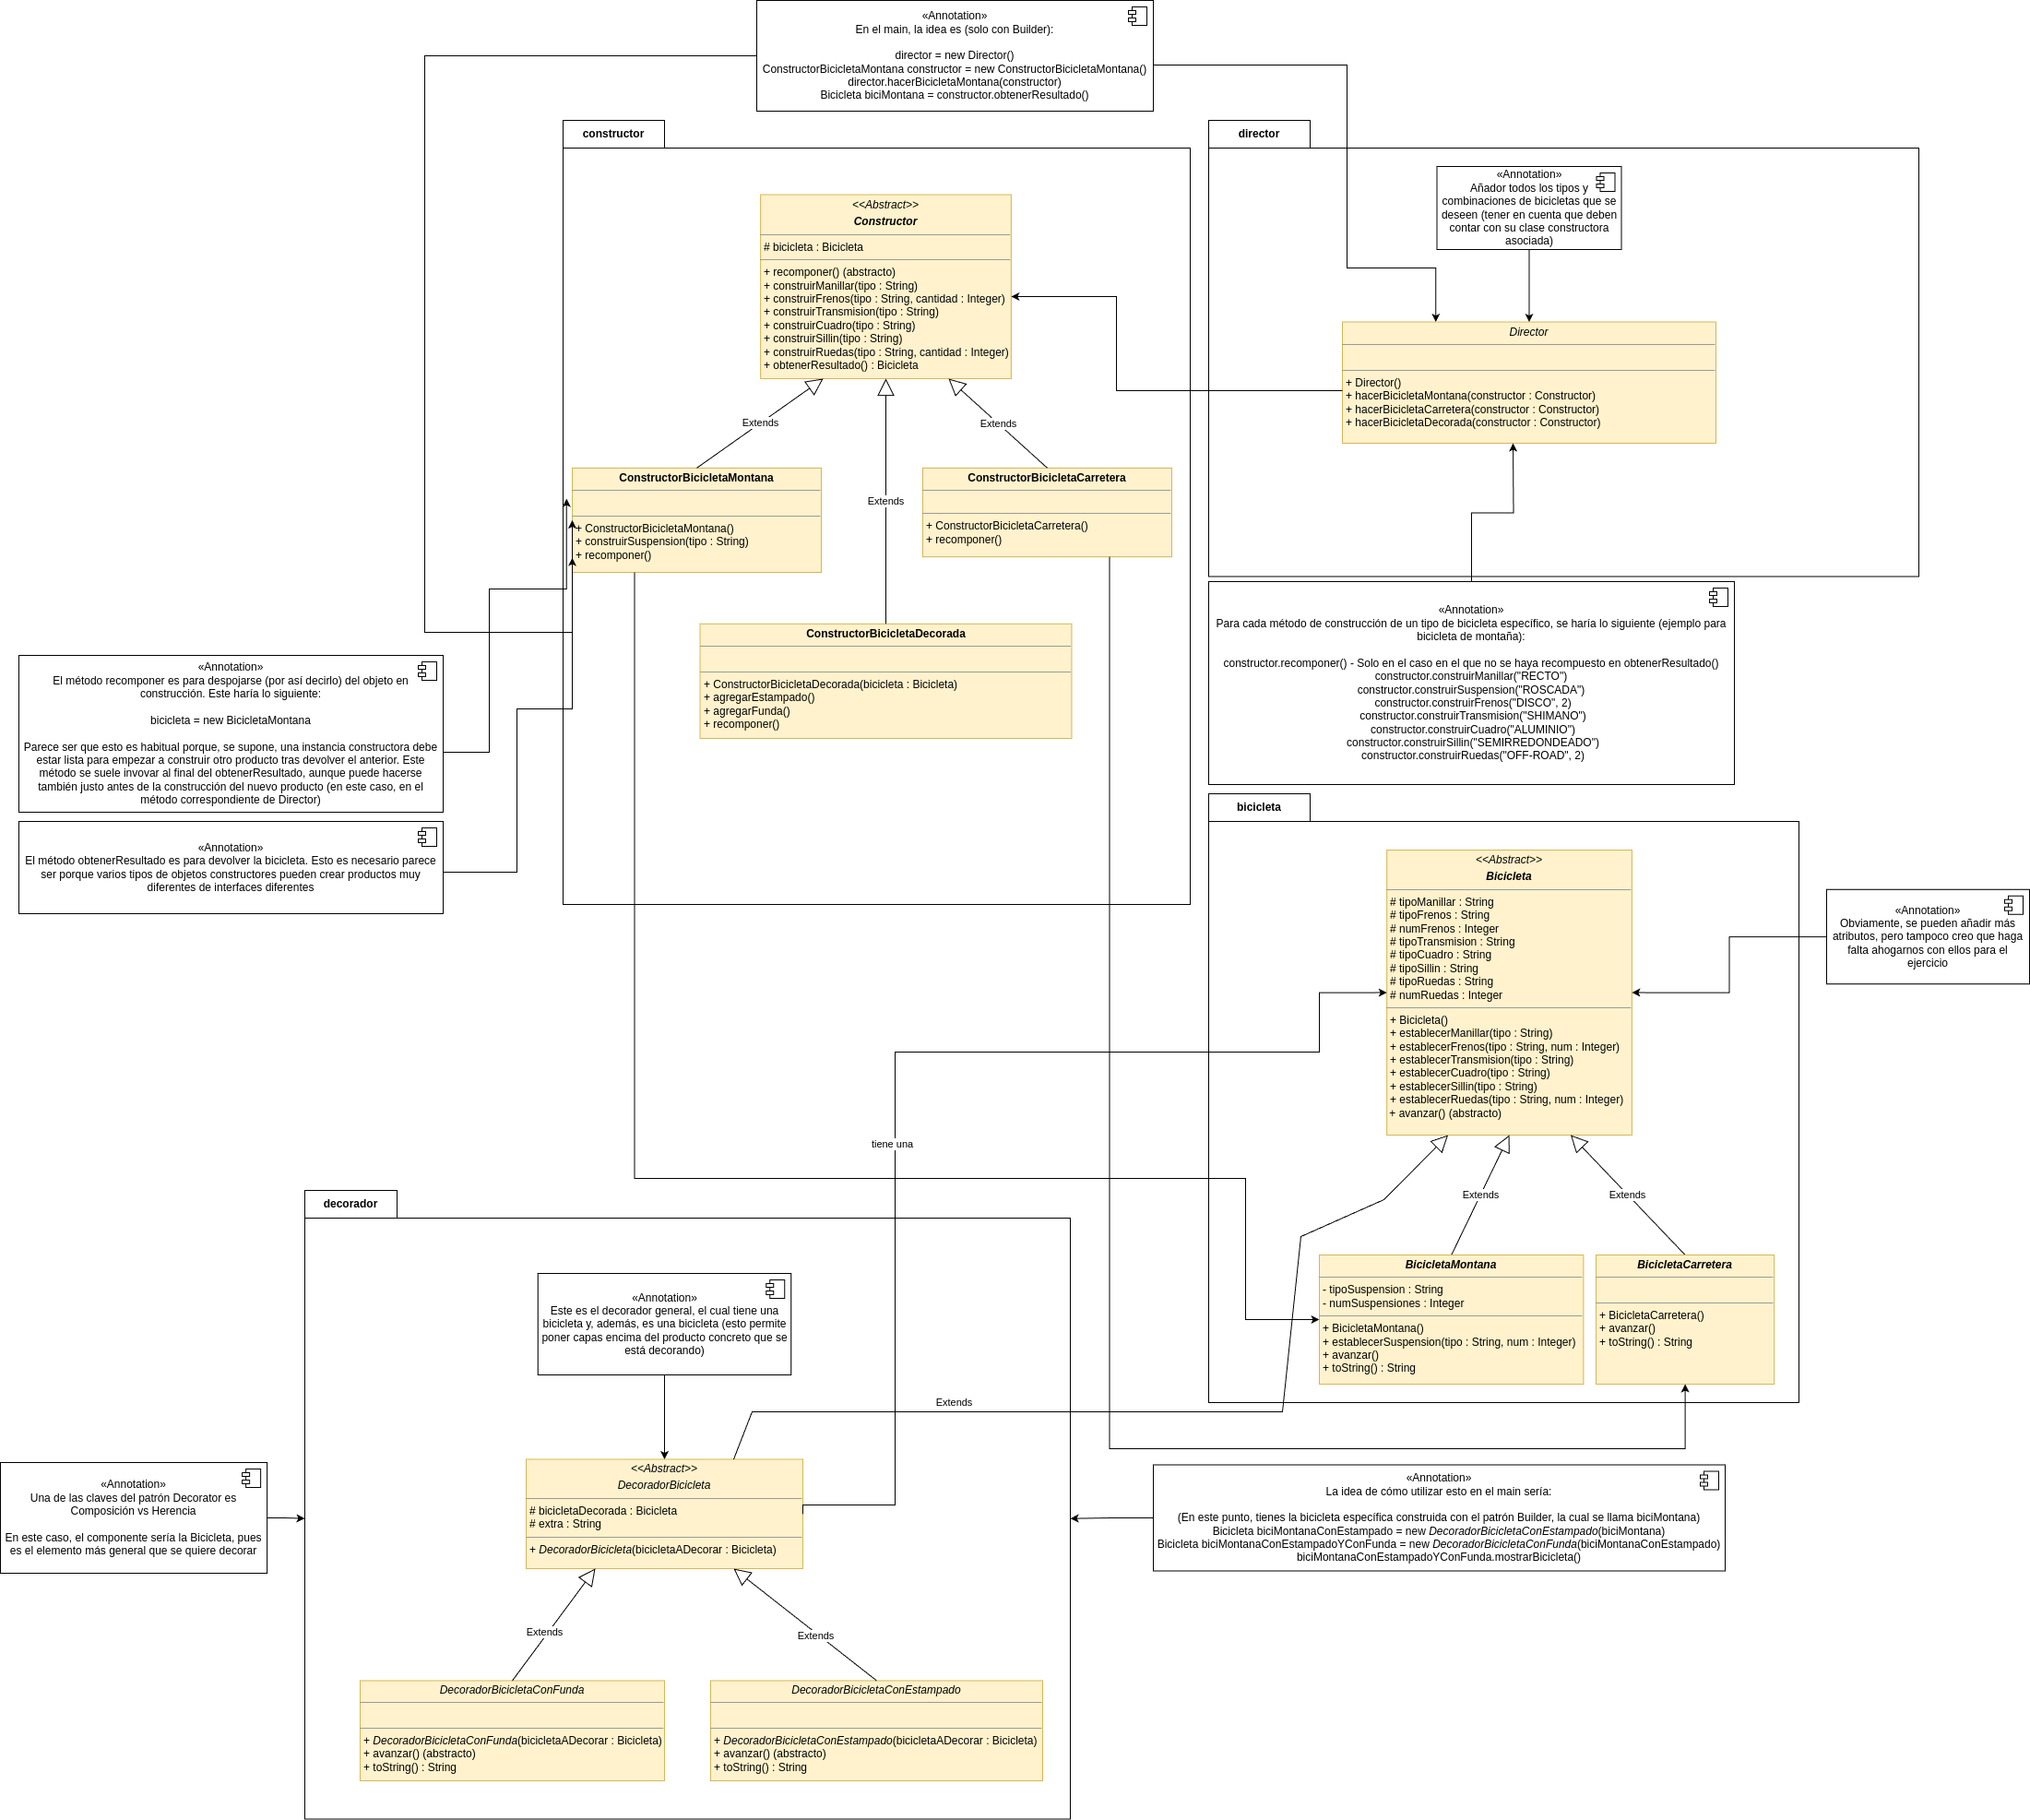 «Annotation»
En el main, la idea es (solo con Builder):
director = new Director()
ConstructorBicicletaMontana constructor = new ConstructorBicicletaMontana()
director.hacerBicicletaMontana(constructor)
Bicicleta biciMontana = constructor.obtenerResultado()
constructor
<<Abstract>>
Constructor
# bicicleta : Bicicleta
+ recomponer() (abstracto)
+ construirManillar(tipo : String)
+ construirFrenos(tipo : String, cantidad : Integer)
+ construirTransmision(tipo : String)
+ construirCuadro(tipo : String)
+ construirSillin(tipo : String)
+ construirRuedas(tipo : String, cantidad : Integer)
+ obtenerResultado() : Bicicleta
Extends
Extends
Extends
ConstructorBicicletaMontana
+ ConstructorBicicletaMontana()
+ construirSuspension(tipo : String)
+ recomponer()
ConstructorBicicletaCarretera
+ ConstructorBicicletaCarretera()
+ recomponer()
ConstructorBicicletaDecorada
+ ConstructorBicicletaDecorada(bicicleta : Bicicleta)
+ agregarEstampado()
+ agregarFunda()
+ recomponer()
director
«Annotation»
Añador todos los tipos y
combinaciones de bicicletas que se
deseen (tener en cuenta que deben
contar con su clase constructora
asociada)
Director
+ Director()
+ hacerBicicletaMontana(constructor : Constructor)
+ hacerBicicletaCarretera(constructor : Constructor)
+ hacerBicicletaDecorada(constructor : Constructor)
«Annotation»
Para cada método de construcción de un tipo de bicicleta específico, se haría lo siguiente (ejemplo para
bicicleta de montaña):
constructor.recomponer() - Solo en el caso en el que no se haya recompuesto en obtenerResultado()
constructor.construirManillar("RECTO")
constructor.construirSuspension("ROSCADA")
constructor.construirFrenos("DISCO", 2)
constructor.construirTransmision("SHIMANO")
constructor.construirCuadro("ALUMINIO")
constructor.construirSillin("SEMIRREDONDEADO")
constructor.construirRuedas("OFF-ROAD", 2)
«Annotation»
El método recomponer es para despojarse (por así decirlo) del objeto en
construcción. Este haría lo siguiente:
bicicleta = new BicicletaMontana
Parece ser que esto es habitual porque, se supone, una instancia constructora debe
estar lista para empezar a construir otro producto tras devolver el anterior. Este
método se suele invovar al final del obtenerResultado, aunque puede hacerse
también justo antes de la construcción del nuevo producto (en este caso, en el
método correspondiente de Director)
«Annotation»
El método obtenerResultado es para devolver la bicicleta. Esto es necesario parece
ser porque varios tipos de objetos constructores pueden crear productos muy
diferentes de interfaces diferentes
bicicleta
<<Abstract>>
Bicicleta
# tipoManillar : String
# tipoFrenos : String
# numFrenos : Integer
# tipoTransmision : String
# tipoCuadro : String
# tipoSillin : String
# tipoRuedas : String
# numRuedas : Integer
+ Bicicleta()
+ establecerManillar(tipo : String)
+ establecerFrenos(tipo : String, num : Integer)
+ establecerTransmision(tipo : String)
+ establecerCuadro(tipo : String)
+ establecerSillin(tipo : String)
+ establecerRuedas(tipo : String, num : Integer)
+ avanzar() (abstracto)
«Annotation»
Obviamente, se pueden añadir más
atributos, pero tampoco creo que haga
falta ahogarnos con ellos para el
ejercicio
tiene una
Extends
Extends
BicicletaMontana
- tipoSuspension : String
- numSuspensiones : Integer
+ BicicletaMontana()
+ establecerSuspension(tipo : String, num : Integer)
+ avanzar()
+ toString() : String
BicicletaCarretera
+ BicicletaCarretera()
+ avanzar()
+ toString() : String
decorador
«Annotation»
Este es el decorador general, el cual tiene una
bicicleta y, además, es una bicicleta (esto permite
poner capas encima del producto concreto que se
está decorando)
Extends
«Annotation»
Una de las claves del patrón Decorator es
Composición vs Herencia
En este caso, el componente sería la Bicicleta, pues
es el elemento más general que se quiere decorar
<<Abstract>>
DecoradorBicicleta
# bicicletaDecorada : Bicicleta
# extra : String
+ DecoradorBicicleta(bicicletaADecorar : Bicicleta)
«Annotation»
La idea de cómo utilizar esto en el main sería:
(En este punto, tienes la bicicleta específica construida con el patrón Builder, la cual se llama biciMontana)
Bicicleta biciMontanaConEstampado = new DecoradorBicicletaConEstampado(biciMontana)
Bicicleta biciMontanaConEstampadoYConFunda = new DecoradorBicicletaConFunda(biciMontanaConEstampado)
biciMontanaConEstampadoYConFunda.mostrarBicicleta()
Extends
Extends
DecoradorBicicletaConFunda
+ DecoradorBicicletaConFunda(bicicletaADecorar : Bicicleta)
+ avanzar() (abstracto)
+ toString() : String
DecoradorBicicletaConEstampado
+ DecoradorBicicletaConEstampado(bicicletaADecorar : Bicicleta)
+ avanzar() (abstracto)
+ toString() : String